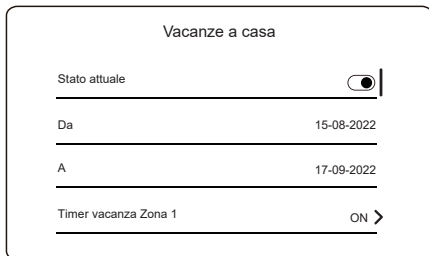 Vacanze a casa
Stato attuale
Da 15-08-2022
A 17-09-2022
Timer vacanza Zona 1 ON